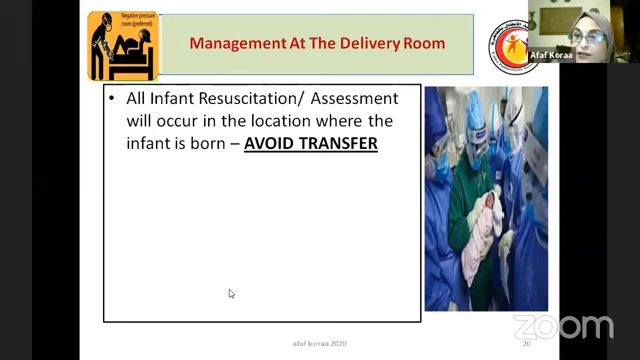 Negative pressure
room (preferred)
Management At The Delivery Room
Afaf Koraa
• All Infant Resuscitation/ Assessment
will occur in the location where the
infant is born – AVOID TRANSFER
afaf korraa 2020
20
zoom